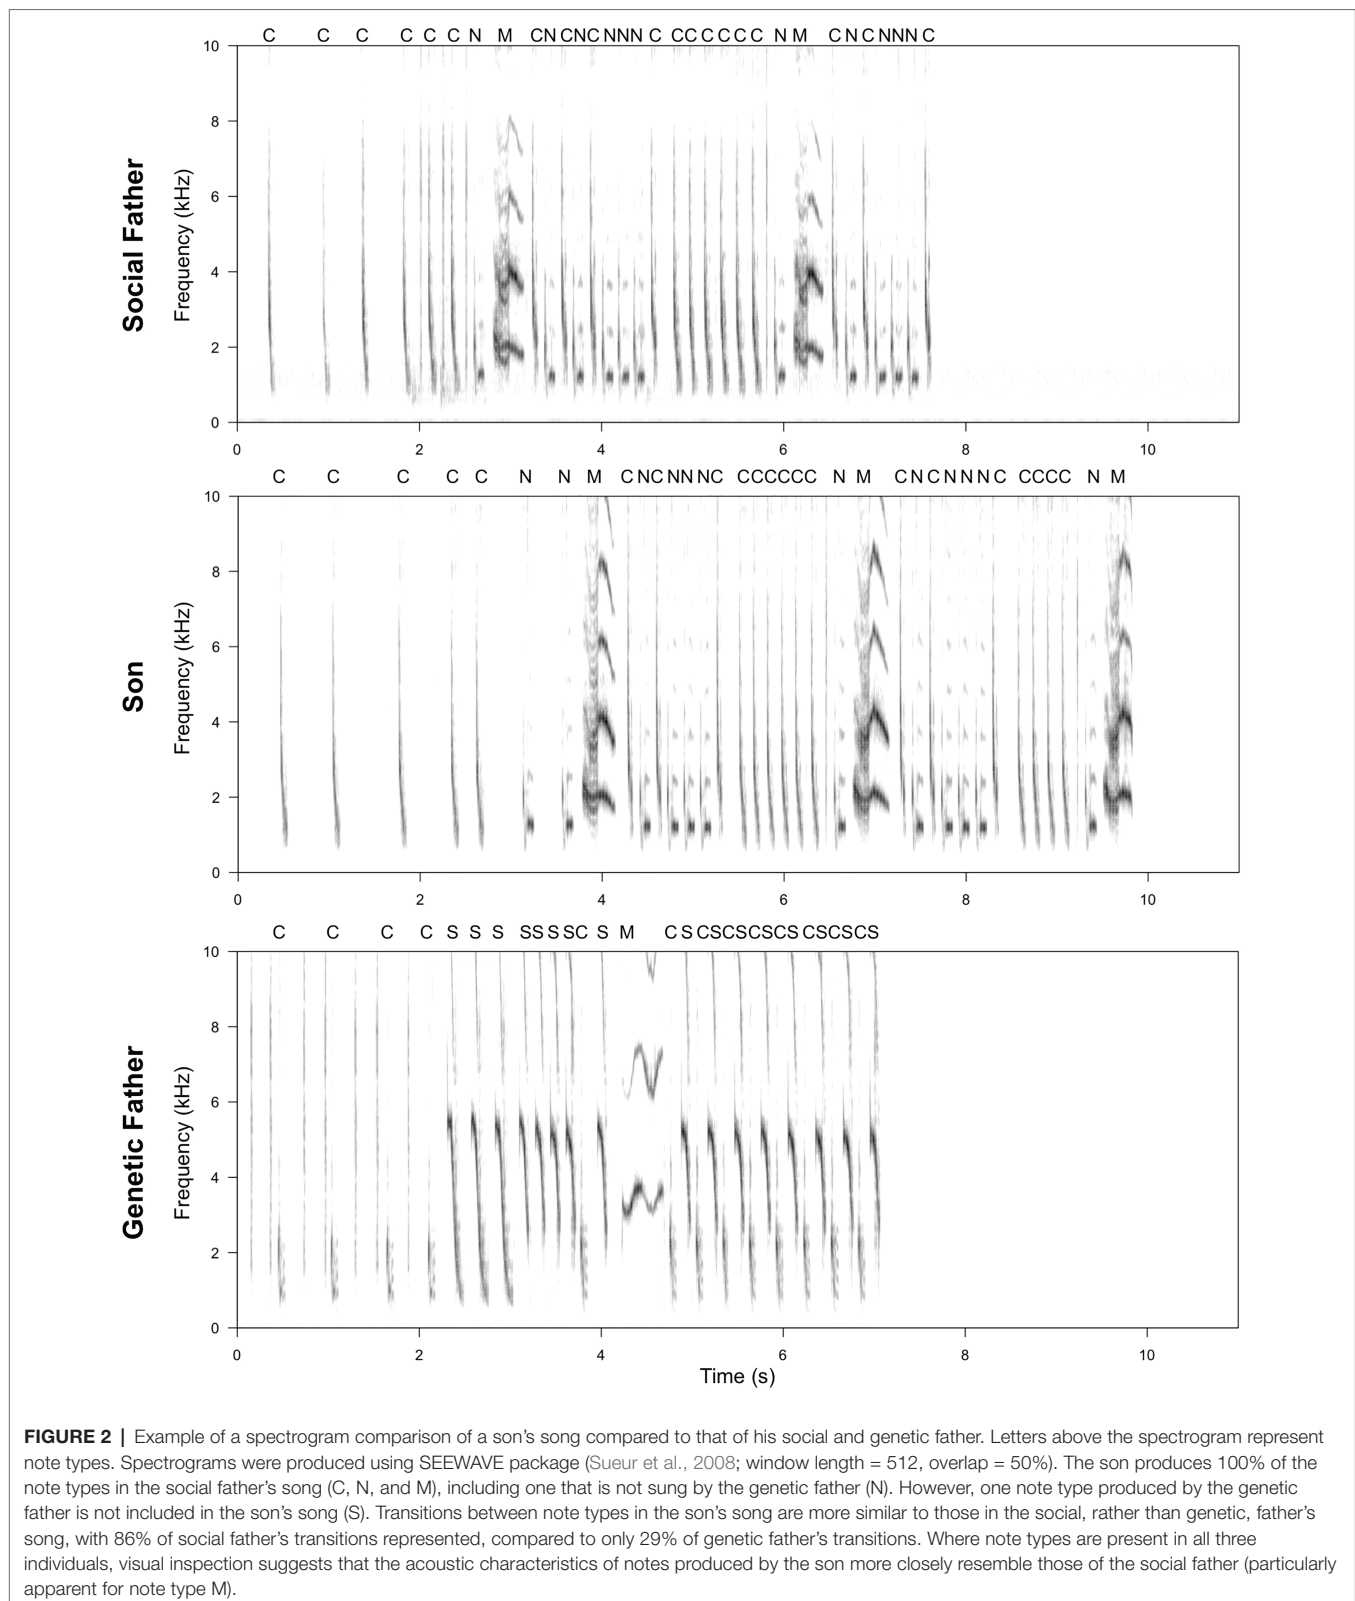 C C C C C C N M CN CNC NNN C CC C C C C N M C N C NNN C
10
8
6
4
2
0
Frequency (kHz)
Social Father
0 2 4 6 8 10
C C C C C N N M C NC NN NC CCCCCC N M C N C N N N C CCCC N M
10
8
6
4
2
0
Frequency (kHz)
Son
0 2 4 6 8 10
C C C C S S S SS S SC S M C S CSCSCSCS CSCSCS
10
8
6
4
2
0
Frequency (kHz)
Genetic Father
0 2 4 6 8 10
Time (s)
FIGURE 2 | Example of a spectrogram comparison of a son's song compared to that of his social and genetic father. Letters above the spectrogram represent
note types. Spectrograms were produced using SEEWAVE package (Sueur et al., 2008; window length = 512, overlap = 50%). The son produces 100% of the
note types in the social father's song (C, N, and M), including one that is not sung by the genetic father (N). However, one note type produced by the genetic
father is not included in the son's song (S). Transitions between note types in the son's song are more similar to those in the social, rather than genetic, father's
song, with 86% of social father's transitions represented, compared to only 29% of genetic father's transitions. Where note types are present in all three
individuals, visual inspection suggests that the acoustic characteristics of notes produced by the son more closely resemble those of the social father (particularly
apparent for note type M).